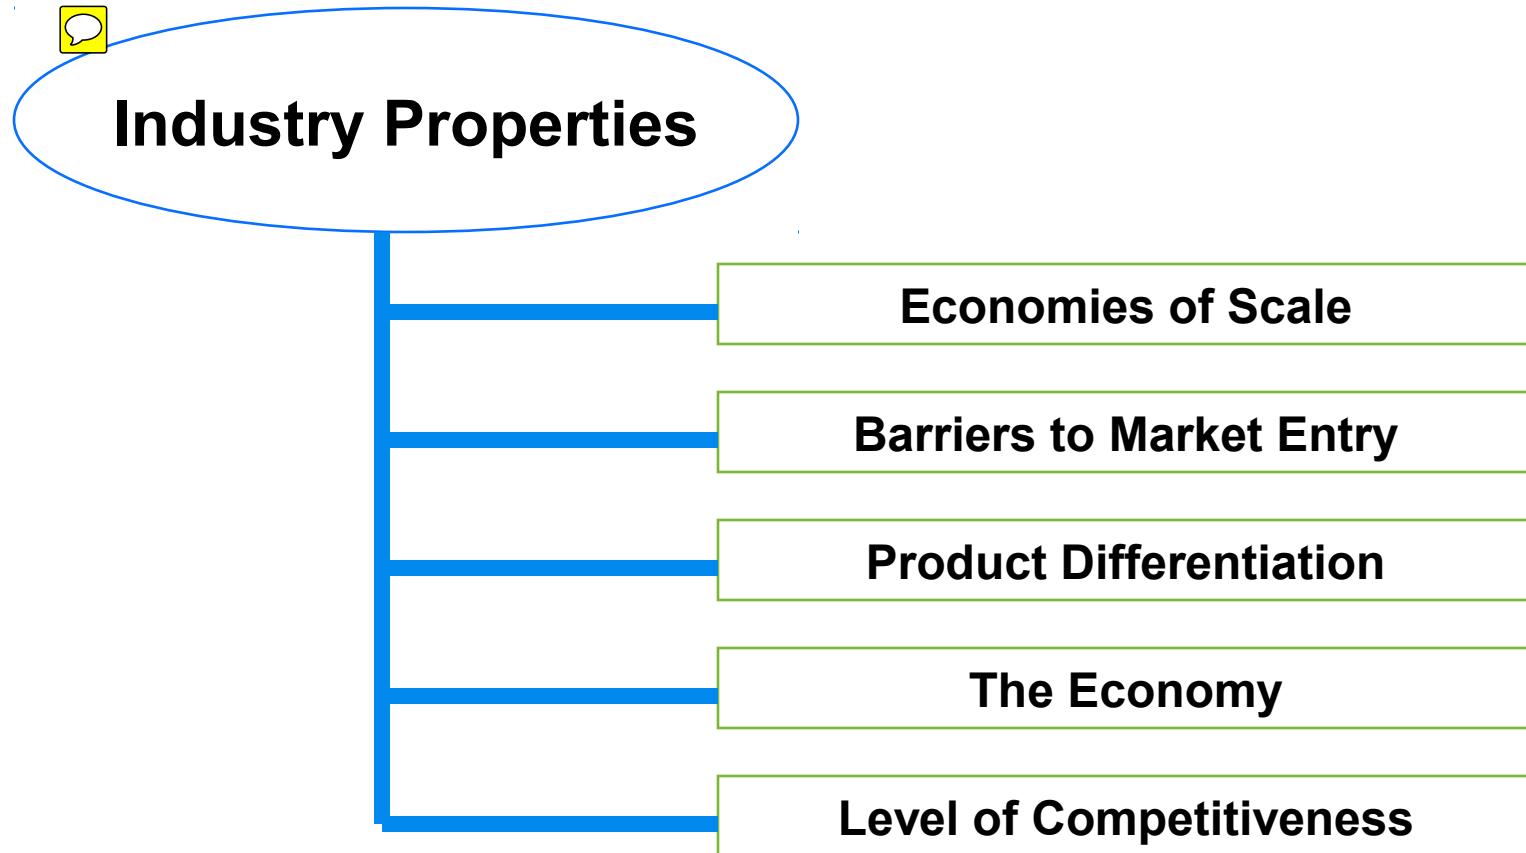 Industry Properties
Economies of Scale
Barriers to Market Entry
Product Differentiation
The Economy
Level of Competitiveness